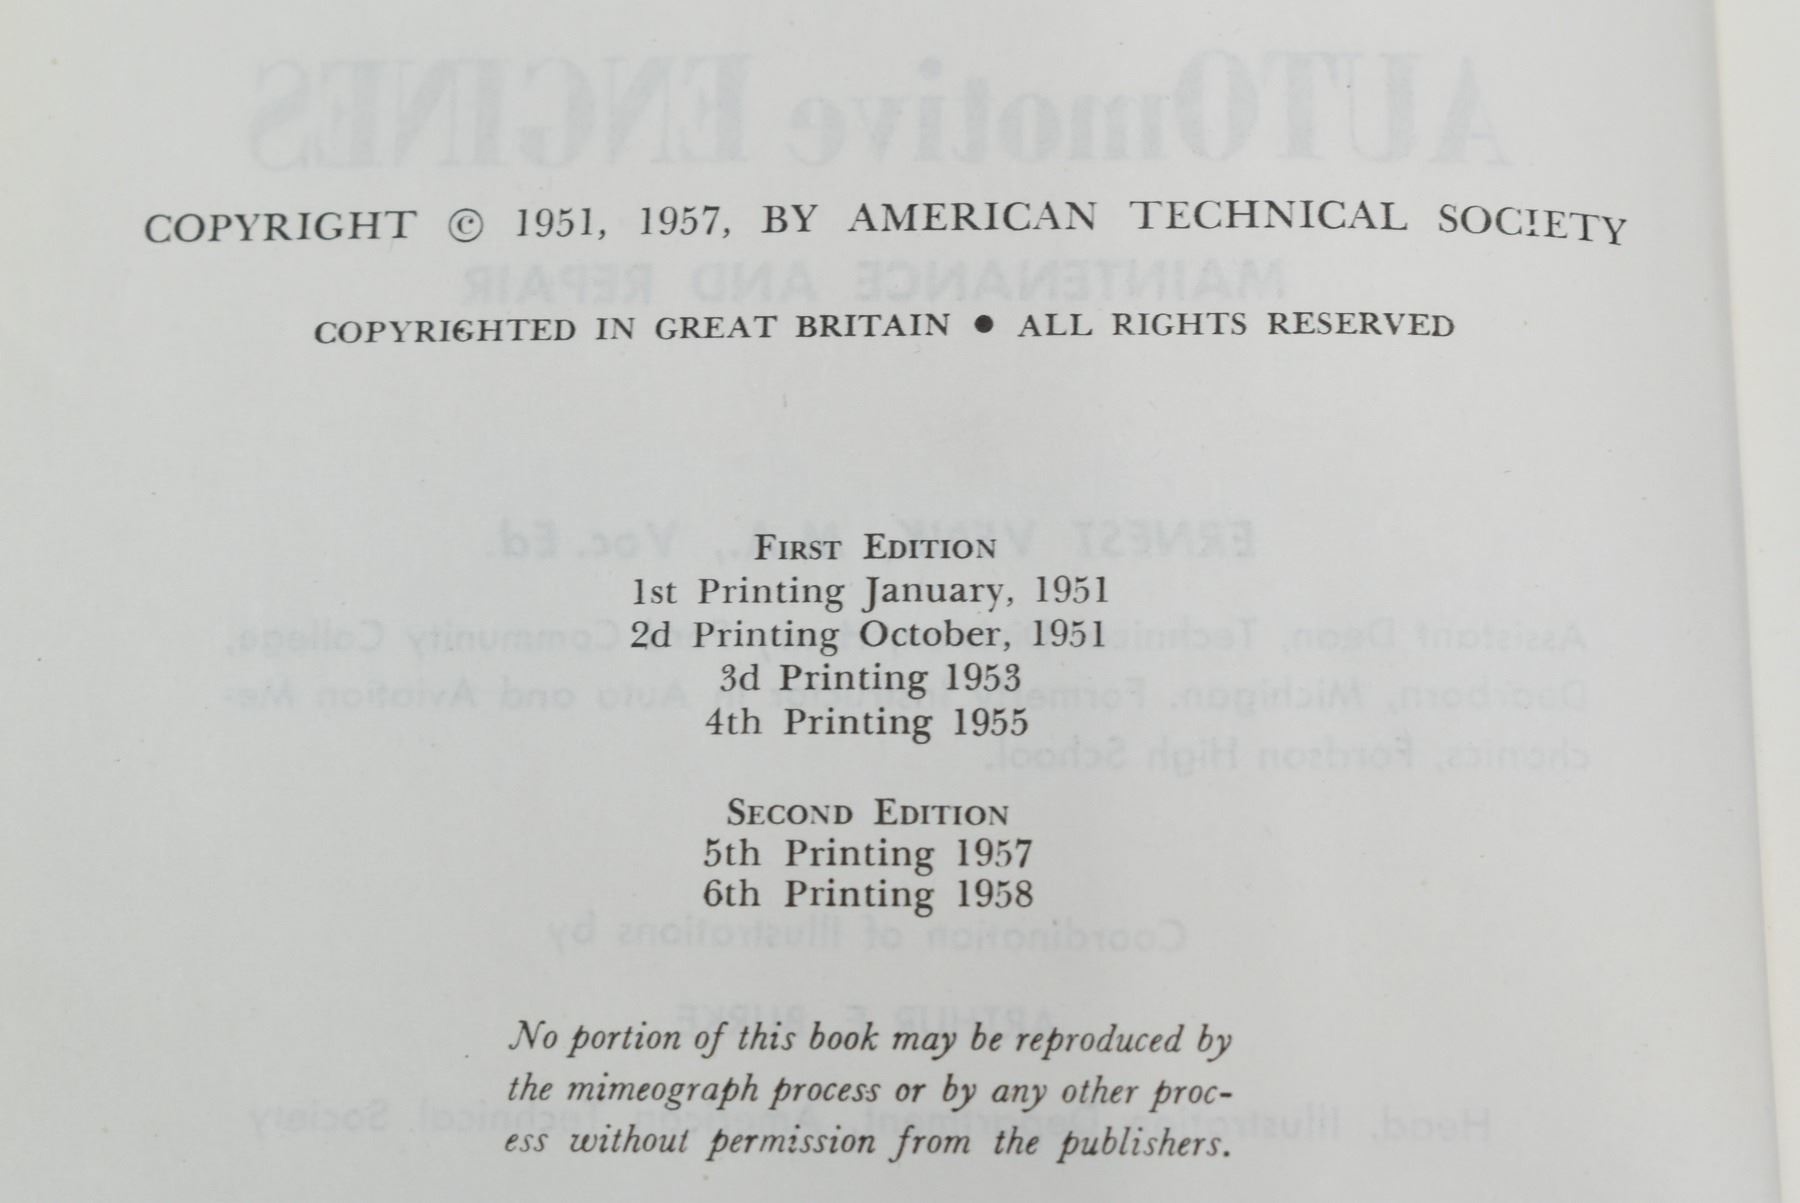 COPYRIGHT © 1951, 1957, BY AMERICAN TECHNICAL SOCIETY
COPYRIGHTED IN GREAT BRITAIN ● ALL RIGHTS RESERVED
FIRST EDITION
1st Printing January, 1951
2d Printing October, 1951
3d Printing 1953
4th Printing 1955
SECOND EDITION
5th Printing 1957
6th Printing 1958
No portion of this book may be reproduced by
the mimeograph process or by any other proc-
ess without permission from the publishers.